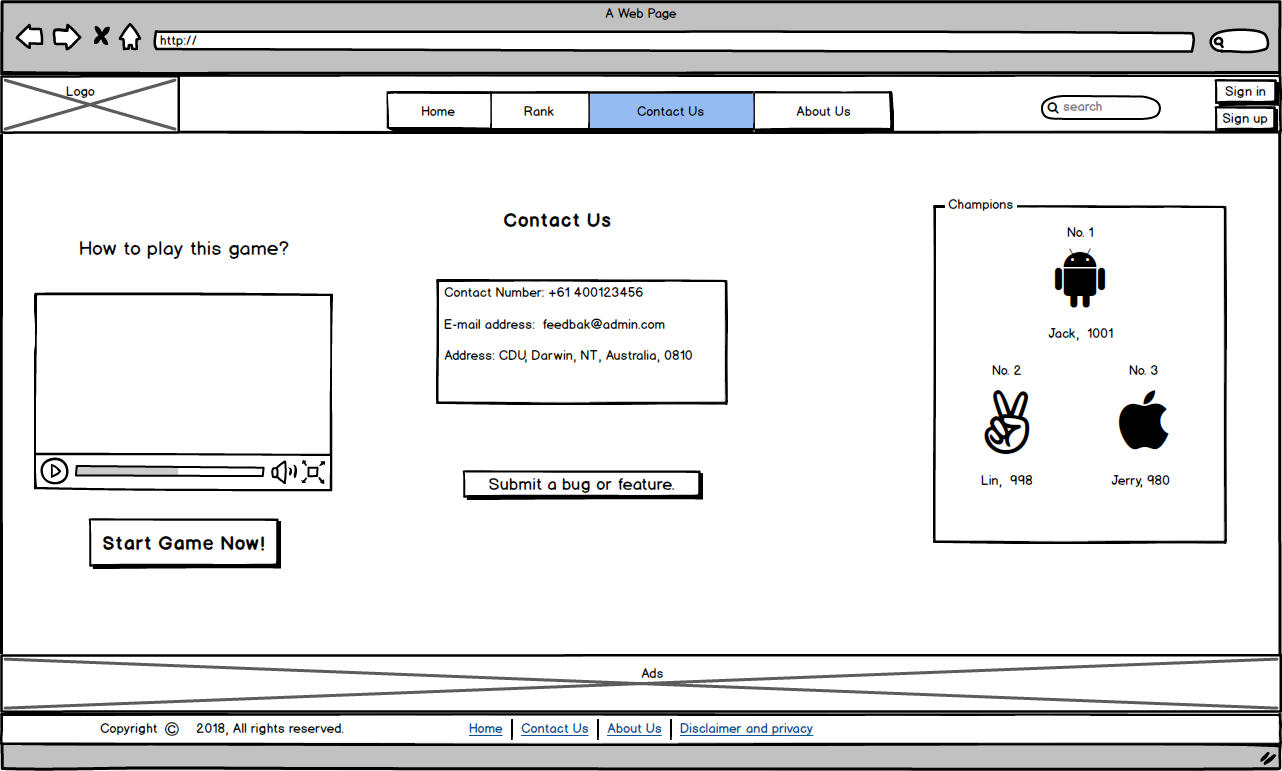 A Web Page
http://
Logo
Home Rank Contact Us About Us
search
Sign in
Sign up
How to play this game?
Start Game Now!
Contact Us
Contact Number: +61 400123456
E-mail address: feedbak@admin.com
Address: CDU, Darwin, NT, Australia, 0810
Submit a bug or feature.
Champions
No. 1
Jack, 1001
No. 2 No. 3
Lin, 998 Jerry, 980
Ads
Copyright © 2018, All rights reserved. Home Contact Us About Us Disclaimer and privacy